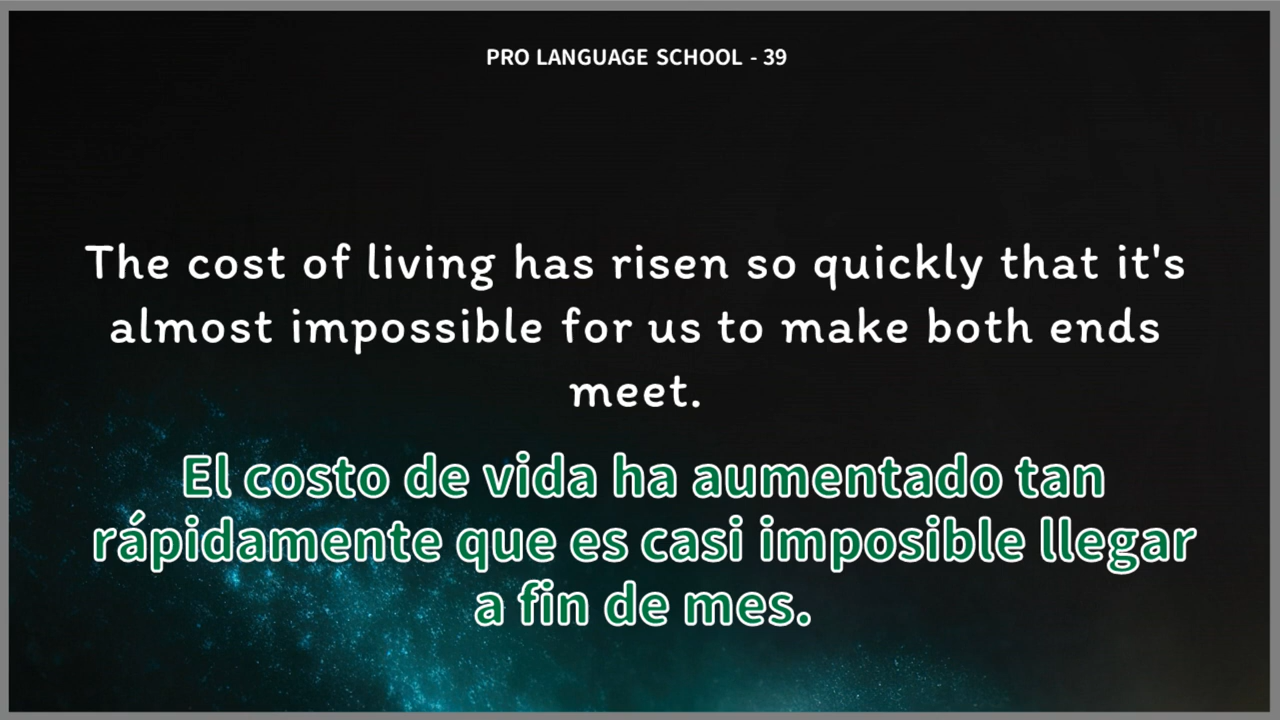 PRO LANGUAGE SCHOOL - 39
The cost of living has risen so quickly that it's
almost impossible for us to make both ends
meet.
El costo de vida ha aumentado tan
rápidamente que es casi imposible llegar
a fin de mes.